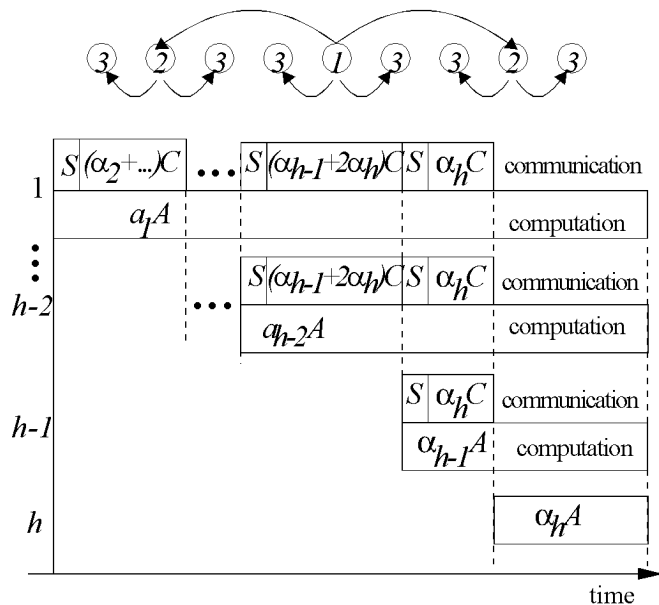 3 2 3 3 1 3 3 2 3
S (α₂+...)C ... S (αh-1+2αh)C S αhC communication
1
a₁A computation
...
S (αh-1+2αh)C S αhC communication
h-2 ...
ah-2A computation
S αhC communication
h-1
αh-1A computation
h αhA
time